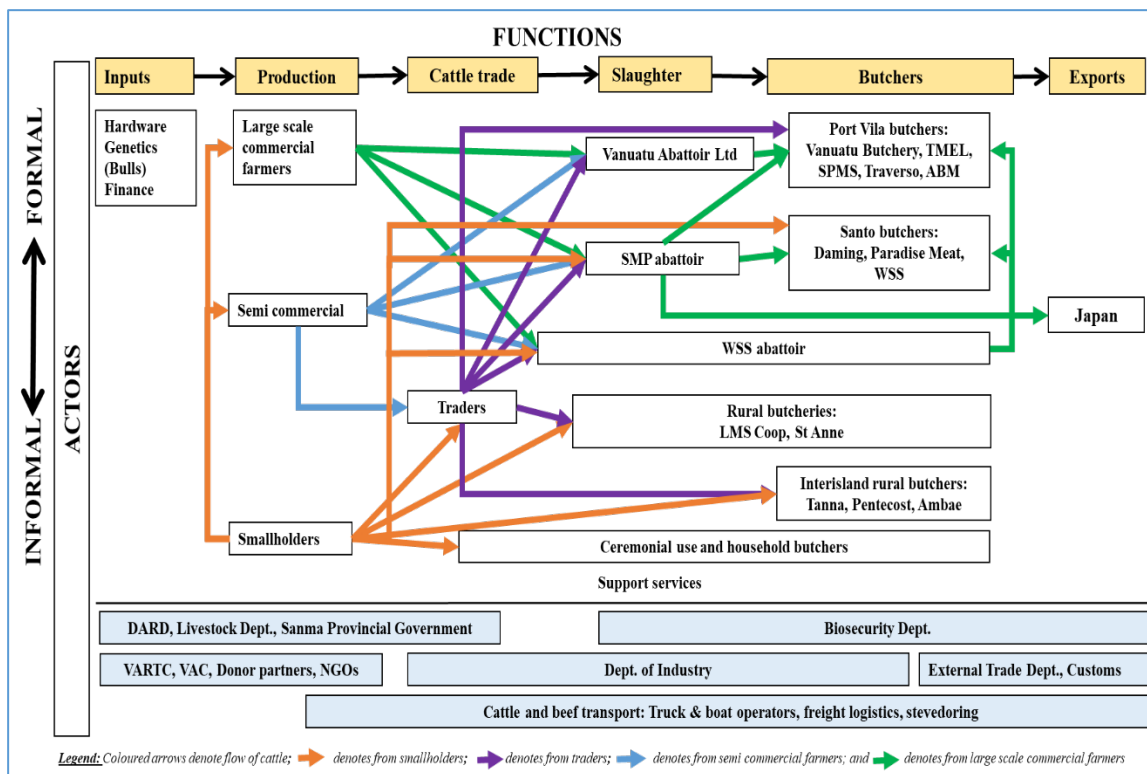 FUNCTIONS
Inputs
Production
Cattle trade
Slaughter
Butchers
Exports
FORMAL
INFORMAL
ACTORS
Hardware
Genetics
(Bulls)
Finance
Large scale
commercial
farmers
Vanuatu Abattoir Ltd
Port Vila butchers:
Vanuatu Butchery, TMEL,
SPMS, Traverso, ABM
SMP abattoir
Santo butchers:
Daming, Paradise Meat,
WSS
Semi commercial
Japan
WSS abattoir
Traders
Rural butcheries:
LMS Coop, St Anne
Interisland rural butchers:
Tanna, Pentecost, Ambae
Smallholders
Ceremonial use and household butchers
Support services
DARD, Livestock Dept., Sanma Provincial Government
Biosecurity Dept.
VARTC, VAC, Donor partners, NGOs
Dept. of Industry
External Trade Dept., Customs
Cattle and beef transport: Truck & boat operators, freight logistics, stevedoring
Legend: Coloured arrows denote flow of cattle; denotes from smallholders; denotes from traders; denotes from semi commercial farmers; and denotes from large scale commercial farmers